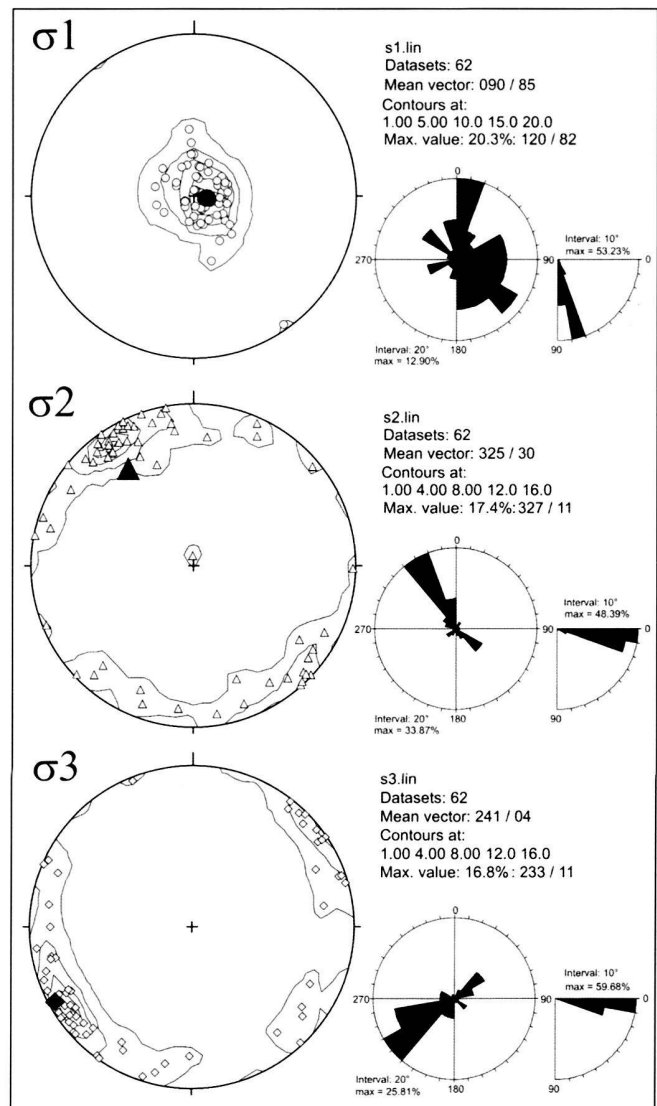 σ1
s1.lin
Datasets: 62
Mean vector: 090 / 85
Contours at:
1.00 5.00 10.0 15.0 20.0
Max. value: 20.3%: 120 / 82
0
270
90
180
Interval: 20°
max = 12.90%
Interval: 10°
max = 53.23%
0
90
σ2
s2.lin
Datasets: 62
Mean vector: 325 / 30
Contours at:
1.00 4.00 8.00 12.0 16.0
Max. value: 17.4%: 327 / 11
0
270
90
180
Interval: 20°
max = 33.87%
Interval: 10°
max = 48.39%
0
90
σ3
s3.lin
Datasets: 62
Mean vector: 241 / 04
Contours at:
1.00 4.00 8.00 12.0 16.0
Max. value: 16.8% : 233 / 11
0
270
90
180
Interval: 20°
max = 25.81%
Interval: 10°
max = 59.68%
0
90